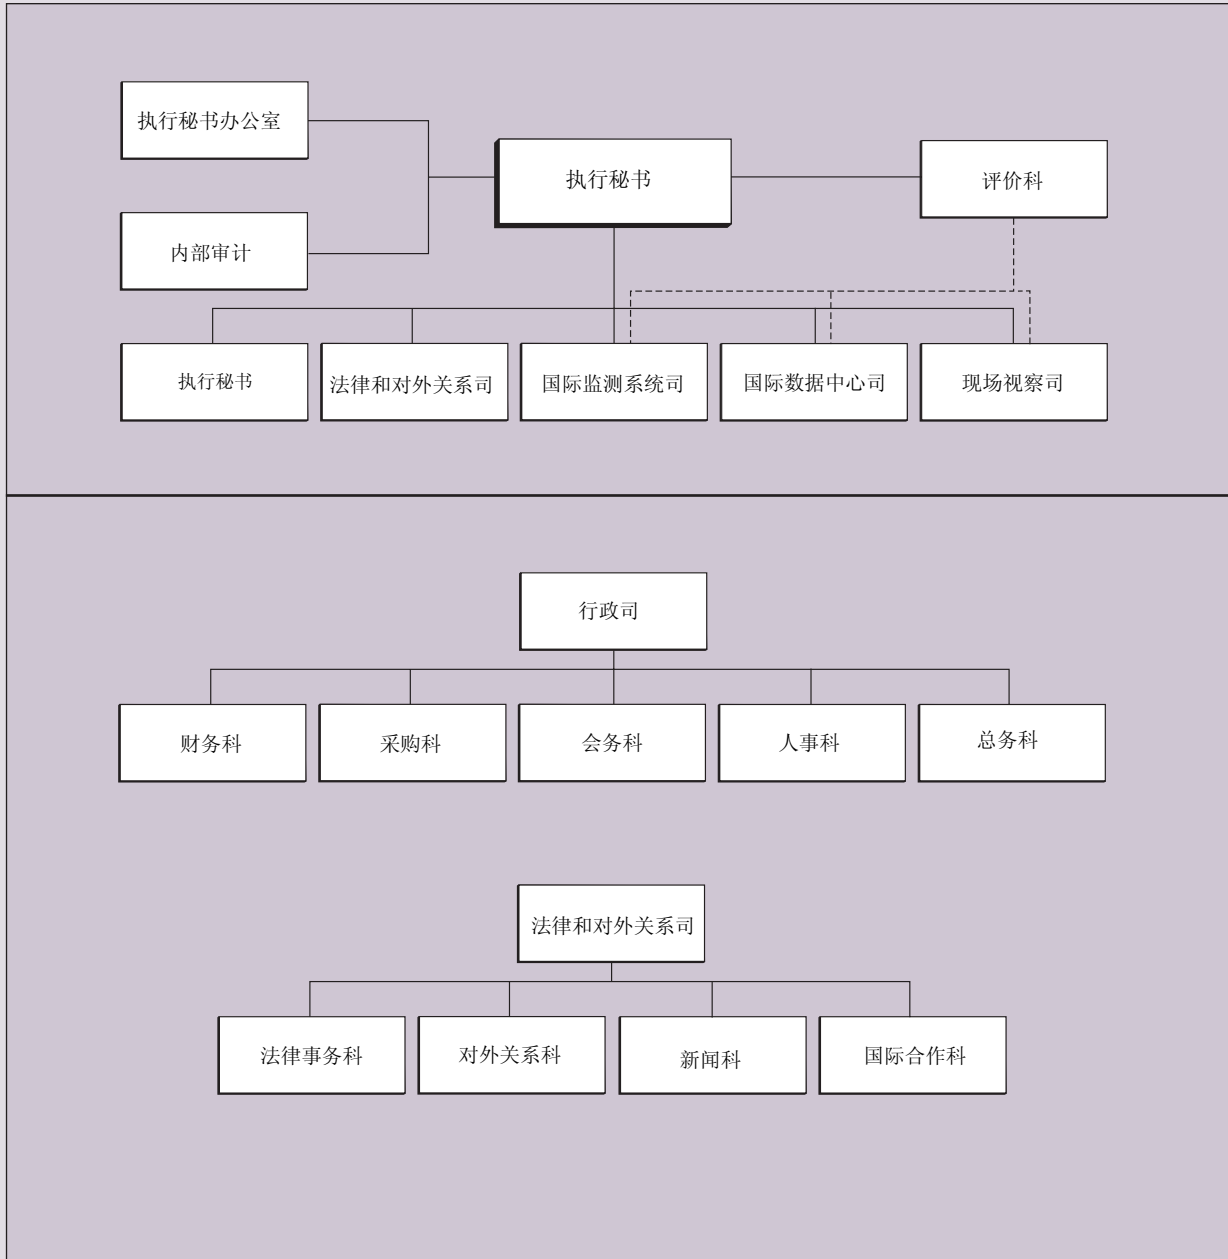 执行秘书办公室
执行秘书
评价科
内部审计
执行秘书
法律和对外关系司
国际监测系统司
国际数据中心司
现场视察司
行政司
财务科
采购科
会务科
人事科
总务科
法律和对外关系司
法律事务科
对外关系科
新闻科
国际合作科